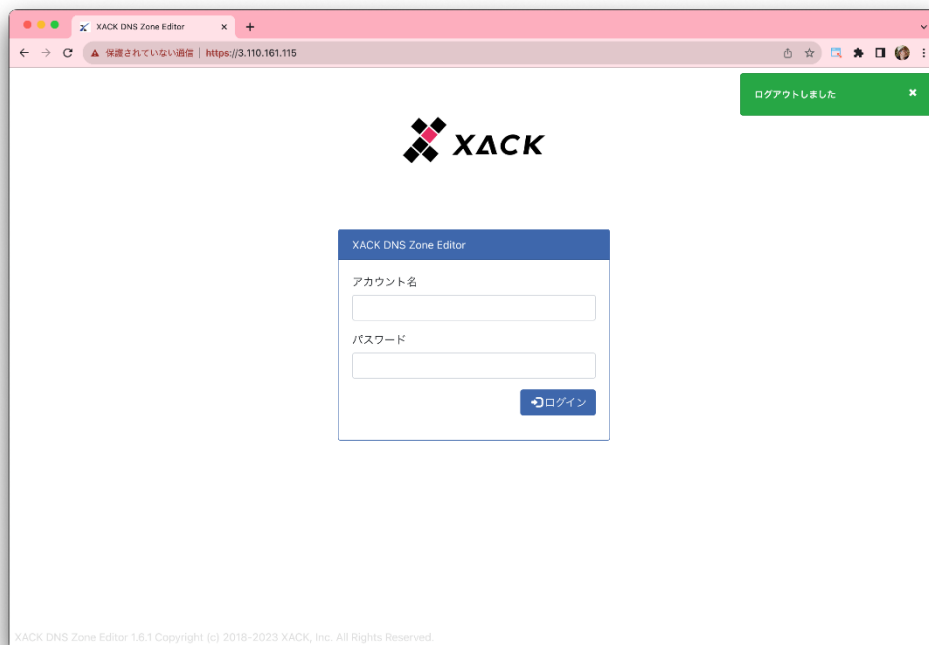 XACK DNS Zone Editor
保護されていない通信 | https://3.110.161.115
ログアウトしました
XACK
XACK DNS Zone Editor
アカウント名
パスワード
ログイン
XACK DNS Zone Editor 1.6.1 Copyright (c) 2018-2023 XACK, Inc. All Rights Reserved.